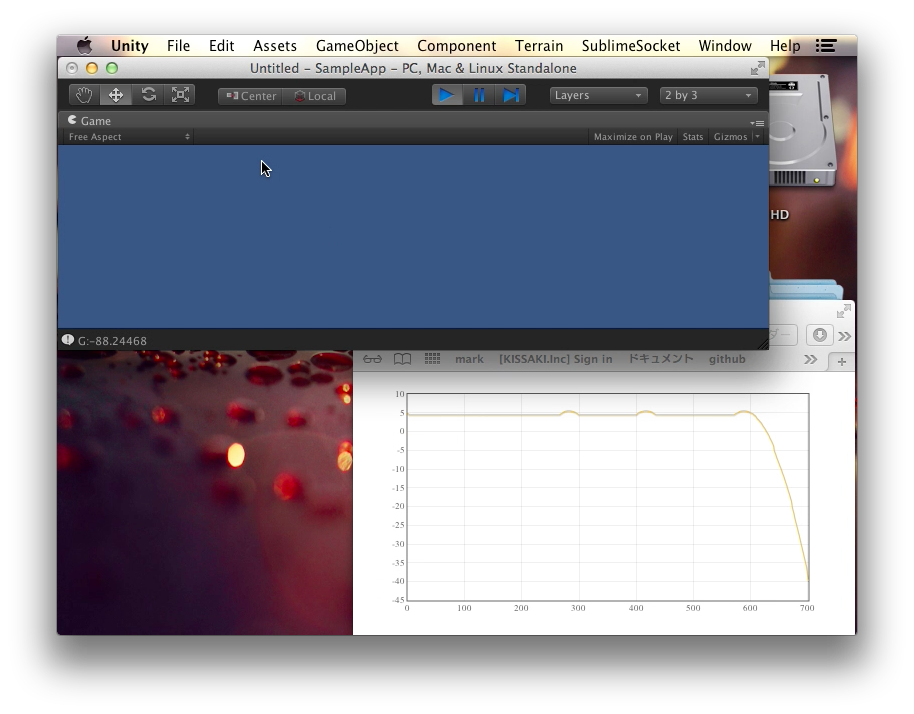 Unity File Edit Assets GameObject Component Terrain SublimeSocket Window Help
Untitled – SampleApp – PC, Mac & Linux Standalone
Center Local Layers 2 by 3
Game
Free Aspect Maximize on Play Stats Gizmos
HD
G:-88.24468
mark [KISSAKI.Inc] Sign in ドキュメント github
10
5
0
-5
-10
-15
-20
-25
-30
-35
-40
-45
0 100 200 300 400 500 600 700